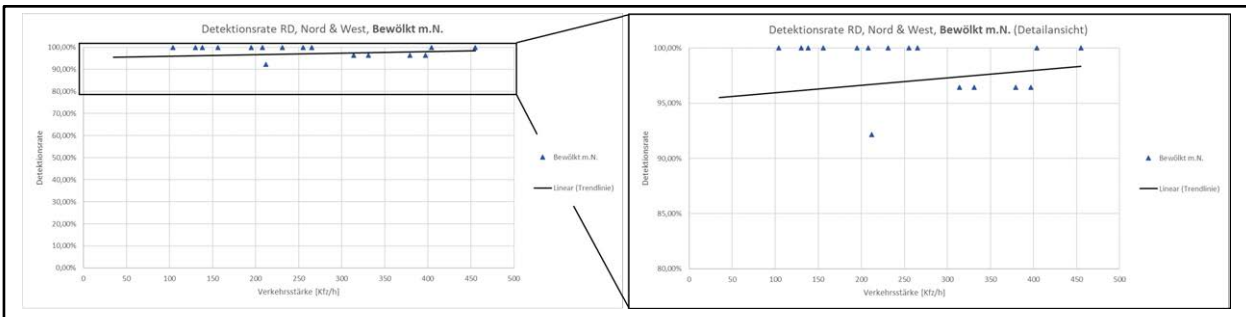 Detektionsrate RD, Nord & West, Bewölkt m.N.
100,00%
90,00%
80,00%
70,00%
60,00%
50,00%
40,00%
30,00%
20,00%
10,00%
0,00%
Detektionsrate
0 50 100 150 200 250 300 350 400 450 500
Verkehrsstärke [Kfz/h]
Bewölkt m.N.
Linear (Trendlinie)
Detektionsrate RD, Nord & West, Bewölkt m.N. (Detailansicht)
100,00%
95,00%
90,00%
85,00%
80,00%
Detektionsrate
0 50 100 150 200 250 300 350 400 450 500
Verkehrsstärke [Kfz/h]
Bewölkt m.N.
Linear (Trendlinie)